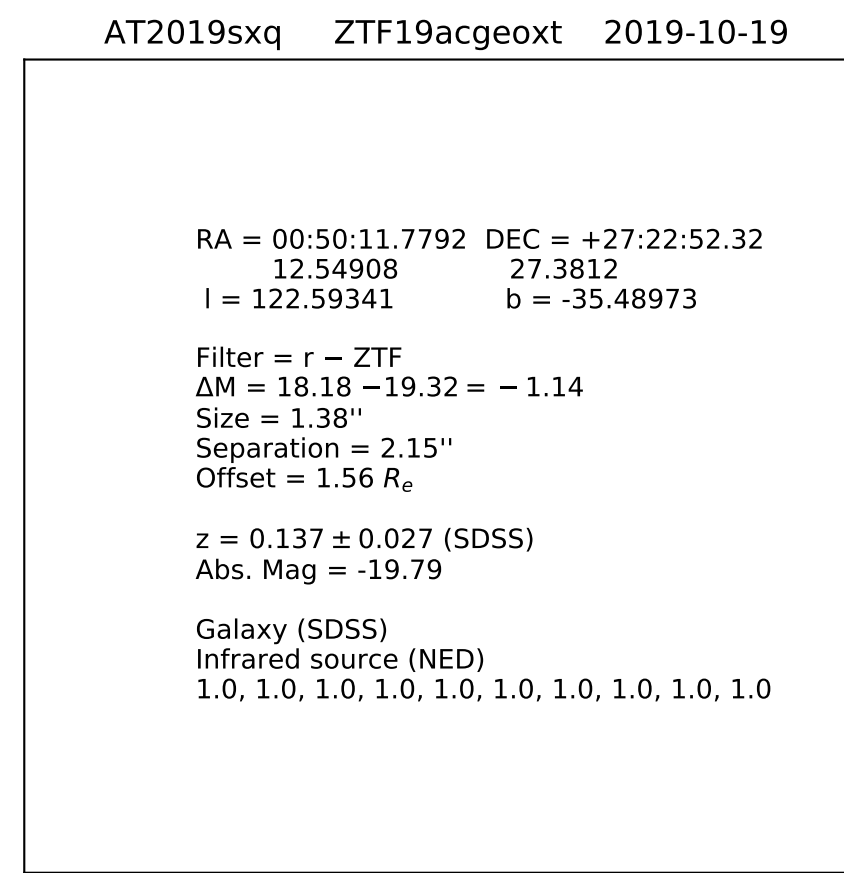 AT2019sxq ZTF19acgeoxt 2019-10-19
RA = 00:50:11.7792 DEC = +27:22:52.32
12.54908 27.3812
l = 122.59341 b = -35.48973
Filter = r − ZTF
ΔM = 18.18 −19.32 = − 1.14
Size = 1.38''
Separation = 2.15''
Offset = 1.56 Rₑ
z = 0.137 ± 0.027 (SDSS)
Abs. Mag = -19.79
Galaxy (SDSS)
Infrared source (NED)
1.0, 1.0, 1.0, 1.0, 1.0, 1.0, 1.0, 1.0, 1.0, 1.0